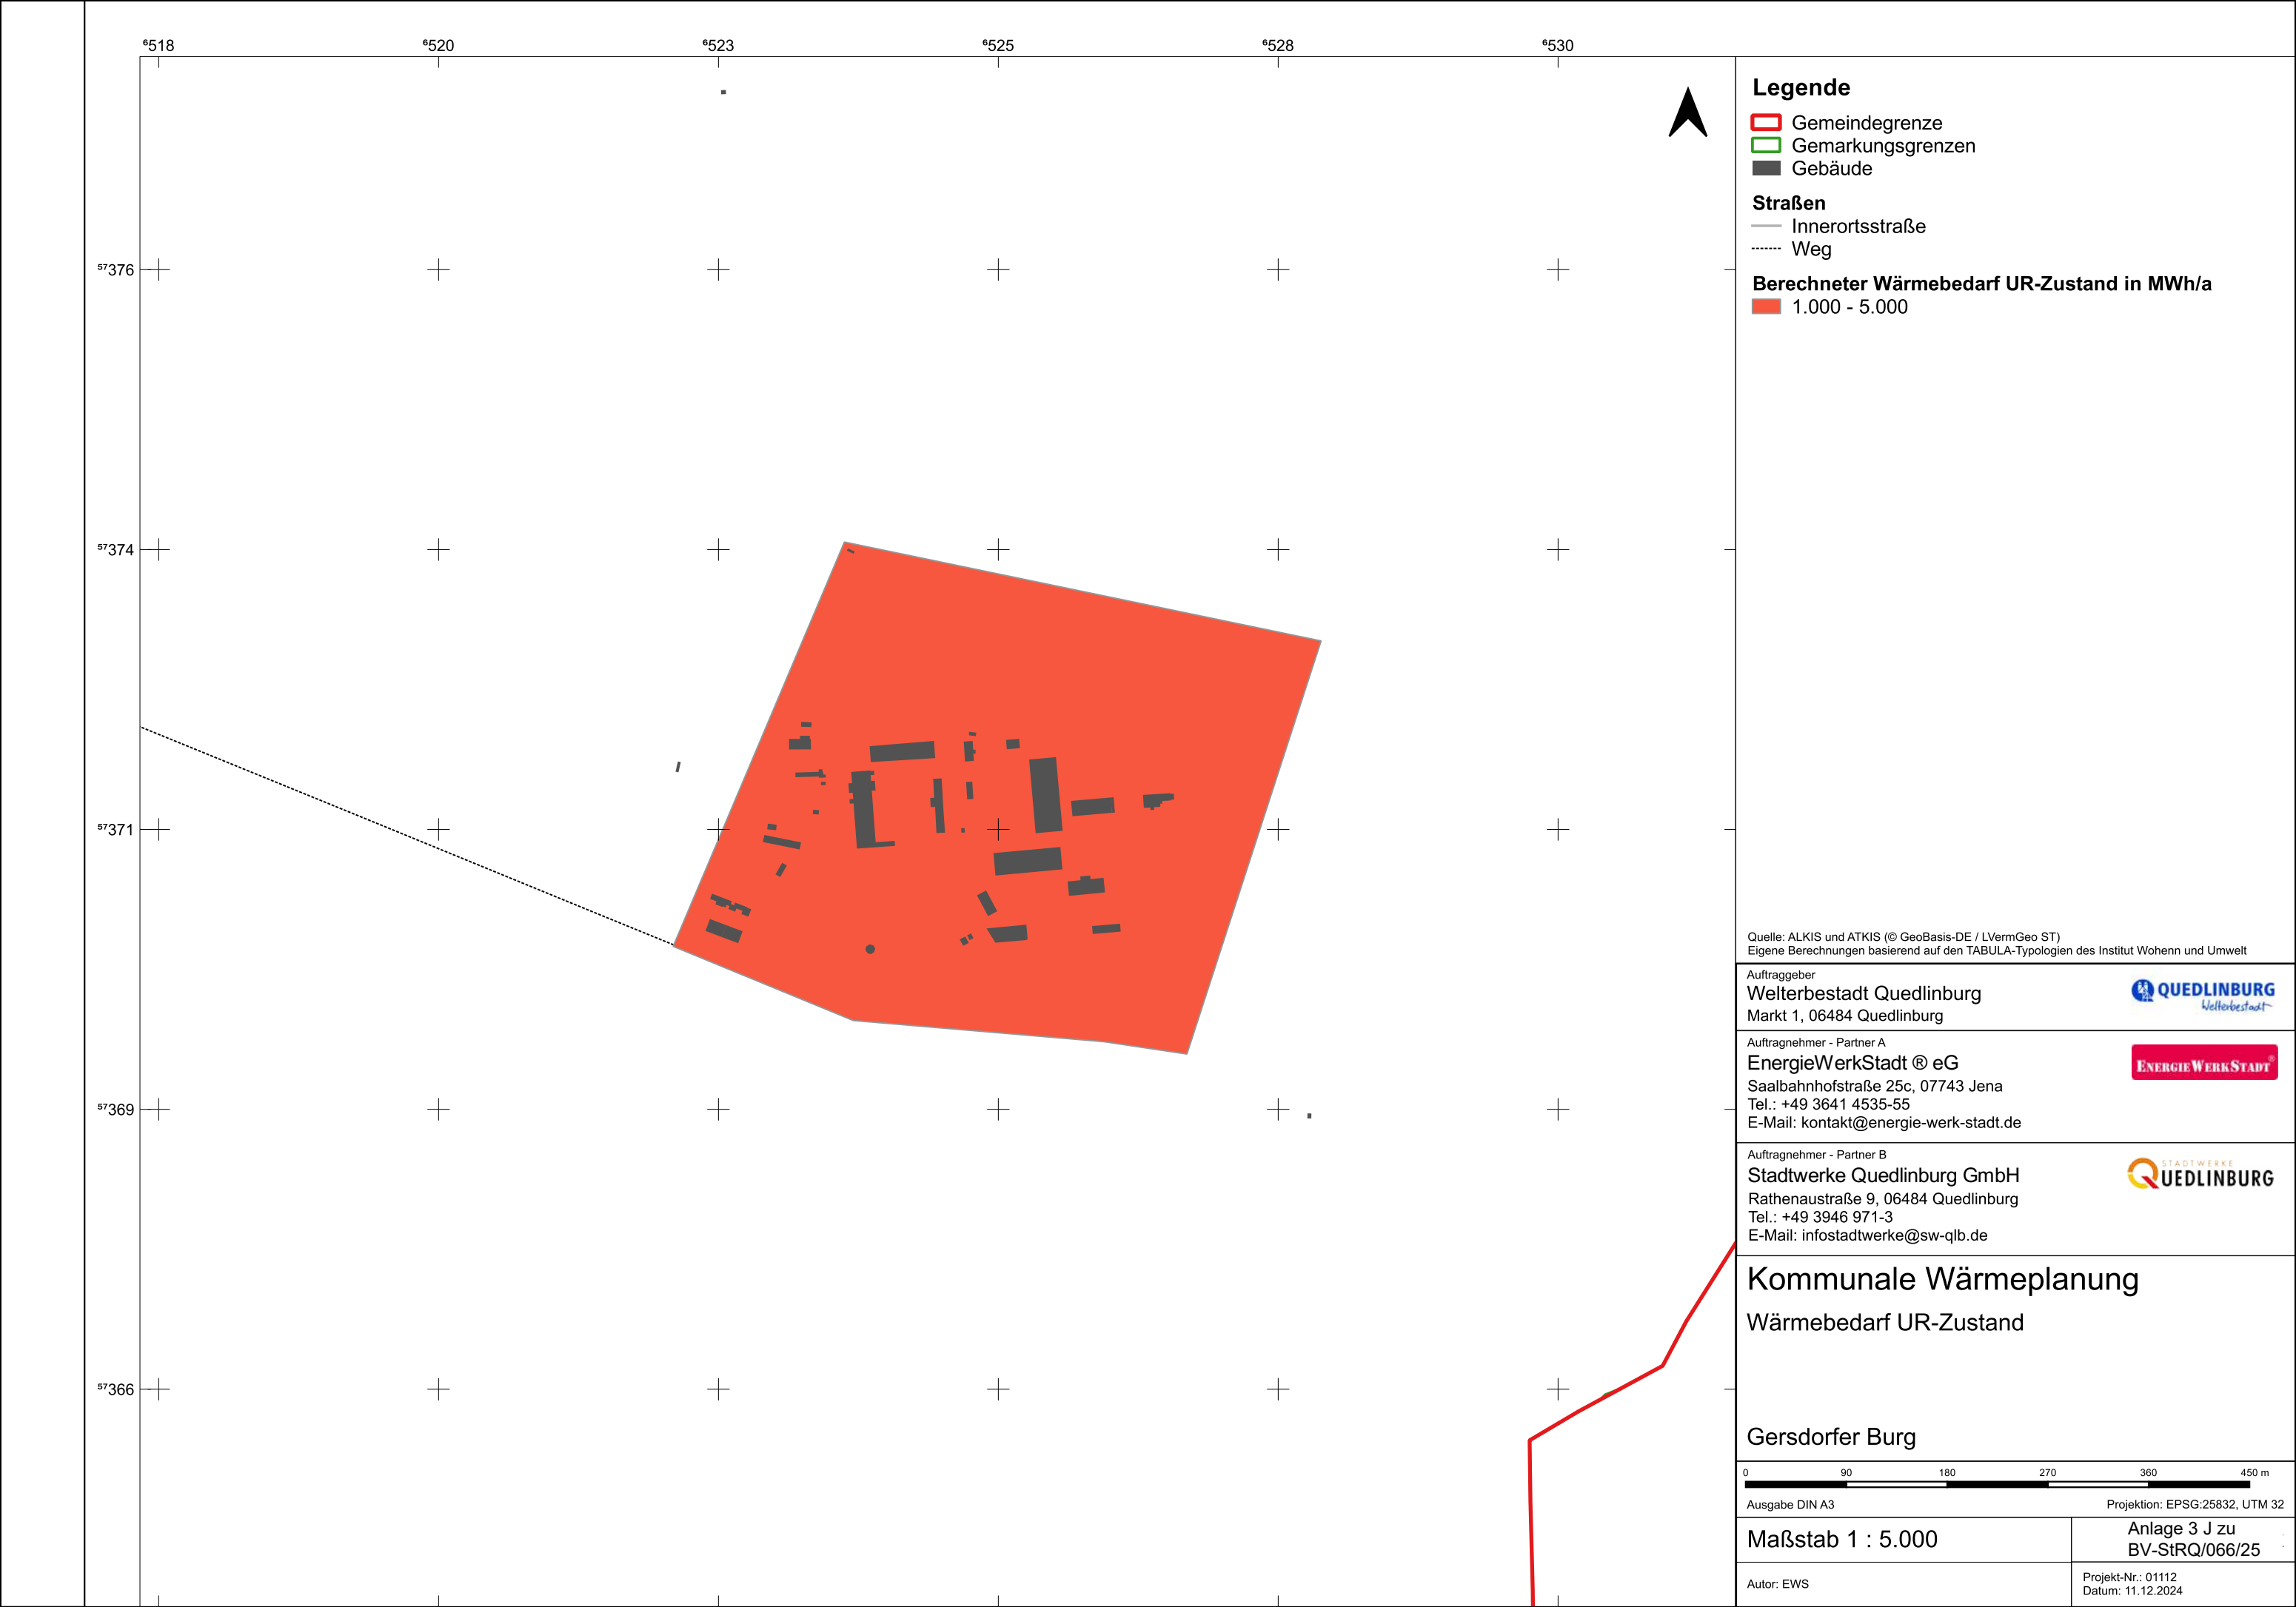 ⁶518 ⁶520 ⁶523 ⁶525 ⁶528 ⁶530
⁵⁷376
⁵⁷374
⁵⁷371
⁵⁷369
⁵⁷366
Legende
Gemeindegrenze
Gemarkungsgrenzen
Gebäude
Straßen
Innerortsstraße
Weg
Berechneter Wärmebedarf UR-Zustand in MWh/a
1.000 - 5.000
Quelle: ALKIS und ATKIS (© GeoBasis-DE / LVermGeo ST)
Eigene Berechnungen basierend auf den TABULA-Typologien des Institut Wohenn und Umwelt
Auftraggeber
Welterbestadt Quedlinburg
Markt 1, 06484 Quedlinburg
QUEDLINBURG
Welterbestadt
Auftragnehmer - Partner A
EnergieWerkStadt ® eG
Saalbahnhofstraße 25c, 07743 Jena
Tel.: +49 3641 4535-55
E-Mail: kontakt@energie-werk-stadt.de
ENERGIEWERKSTADT®
Auftragnehmer - Partner B
Stadtwerke Quedlinburg GmbH
Rathenaustraße 9, 06484 Quedlinburg
Tel.: +49 3946 971-3
E-Mail: infostadtwerke@sw-qlb.de
STADTWERKE
QUEDLINBURG
Kommunale Wärmeplanung
Wärmebedarf UR-Zustand
Gersdorfer Burg
0 90 180 270 360 450 m
Ausgabe DIN A3 Projektion: EPSG:25832, UTM 32
Maßstab 1 : 5.000
Anlage 3 J zu
BV-StRQ/066/25
Autor: EWS
Projekt-Nr.: 01112
Datum: 11.12.2024